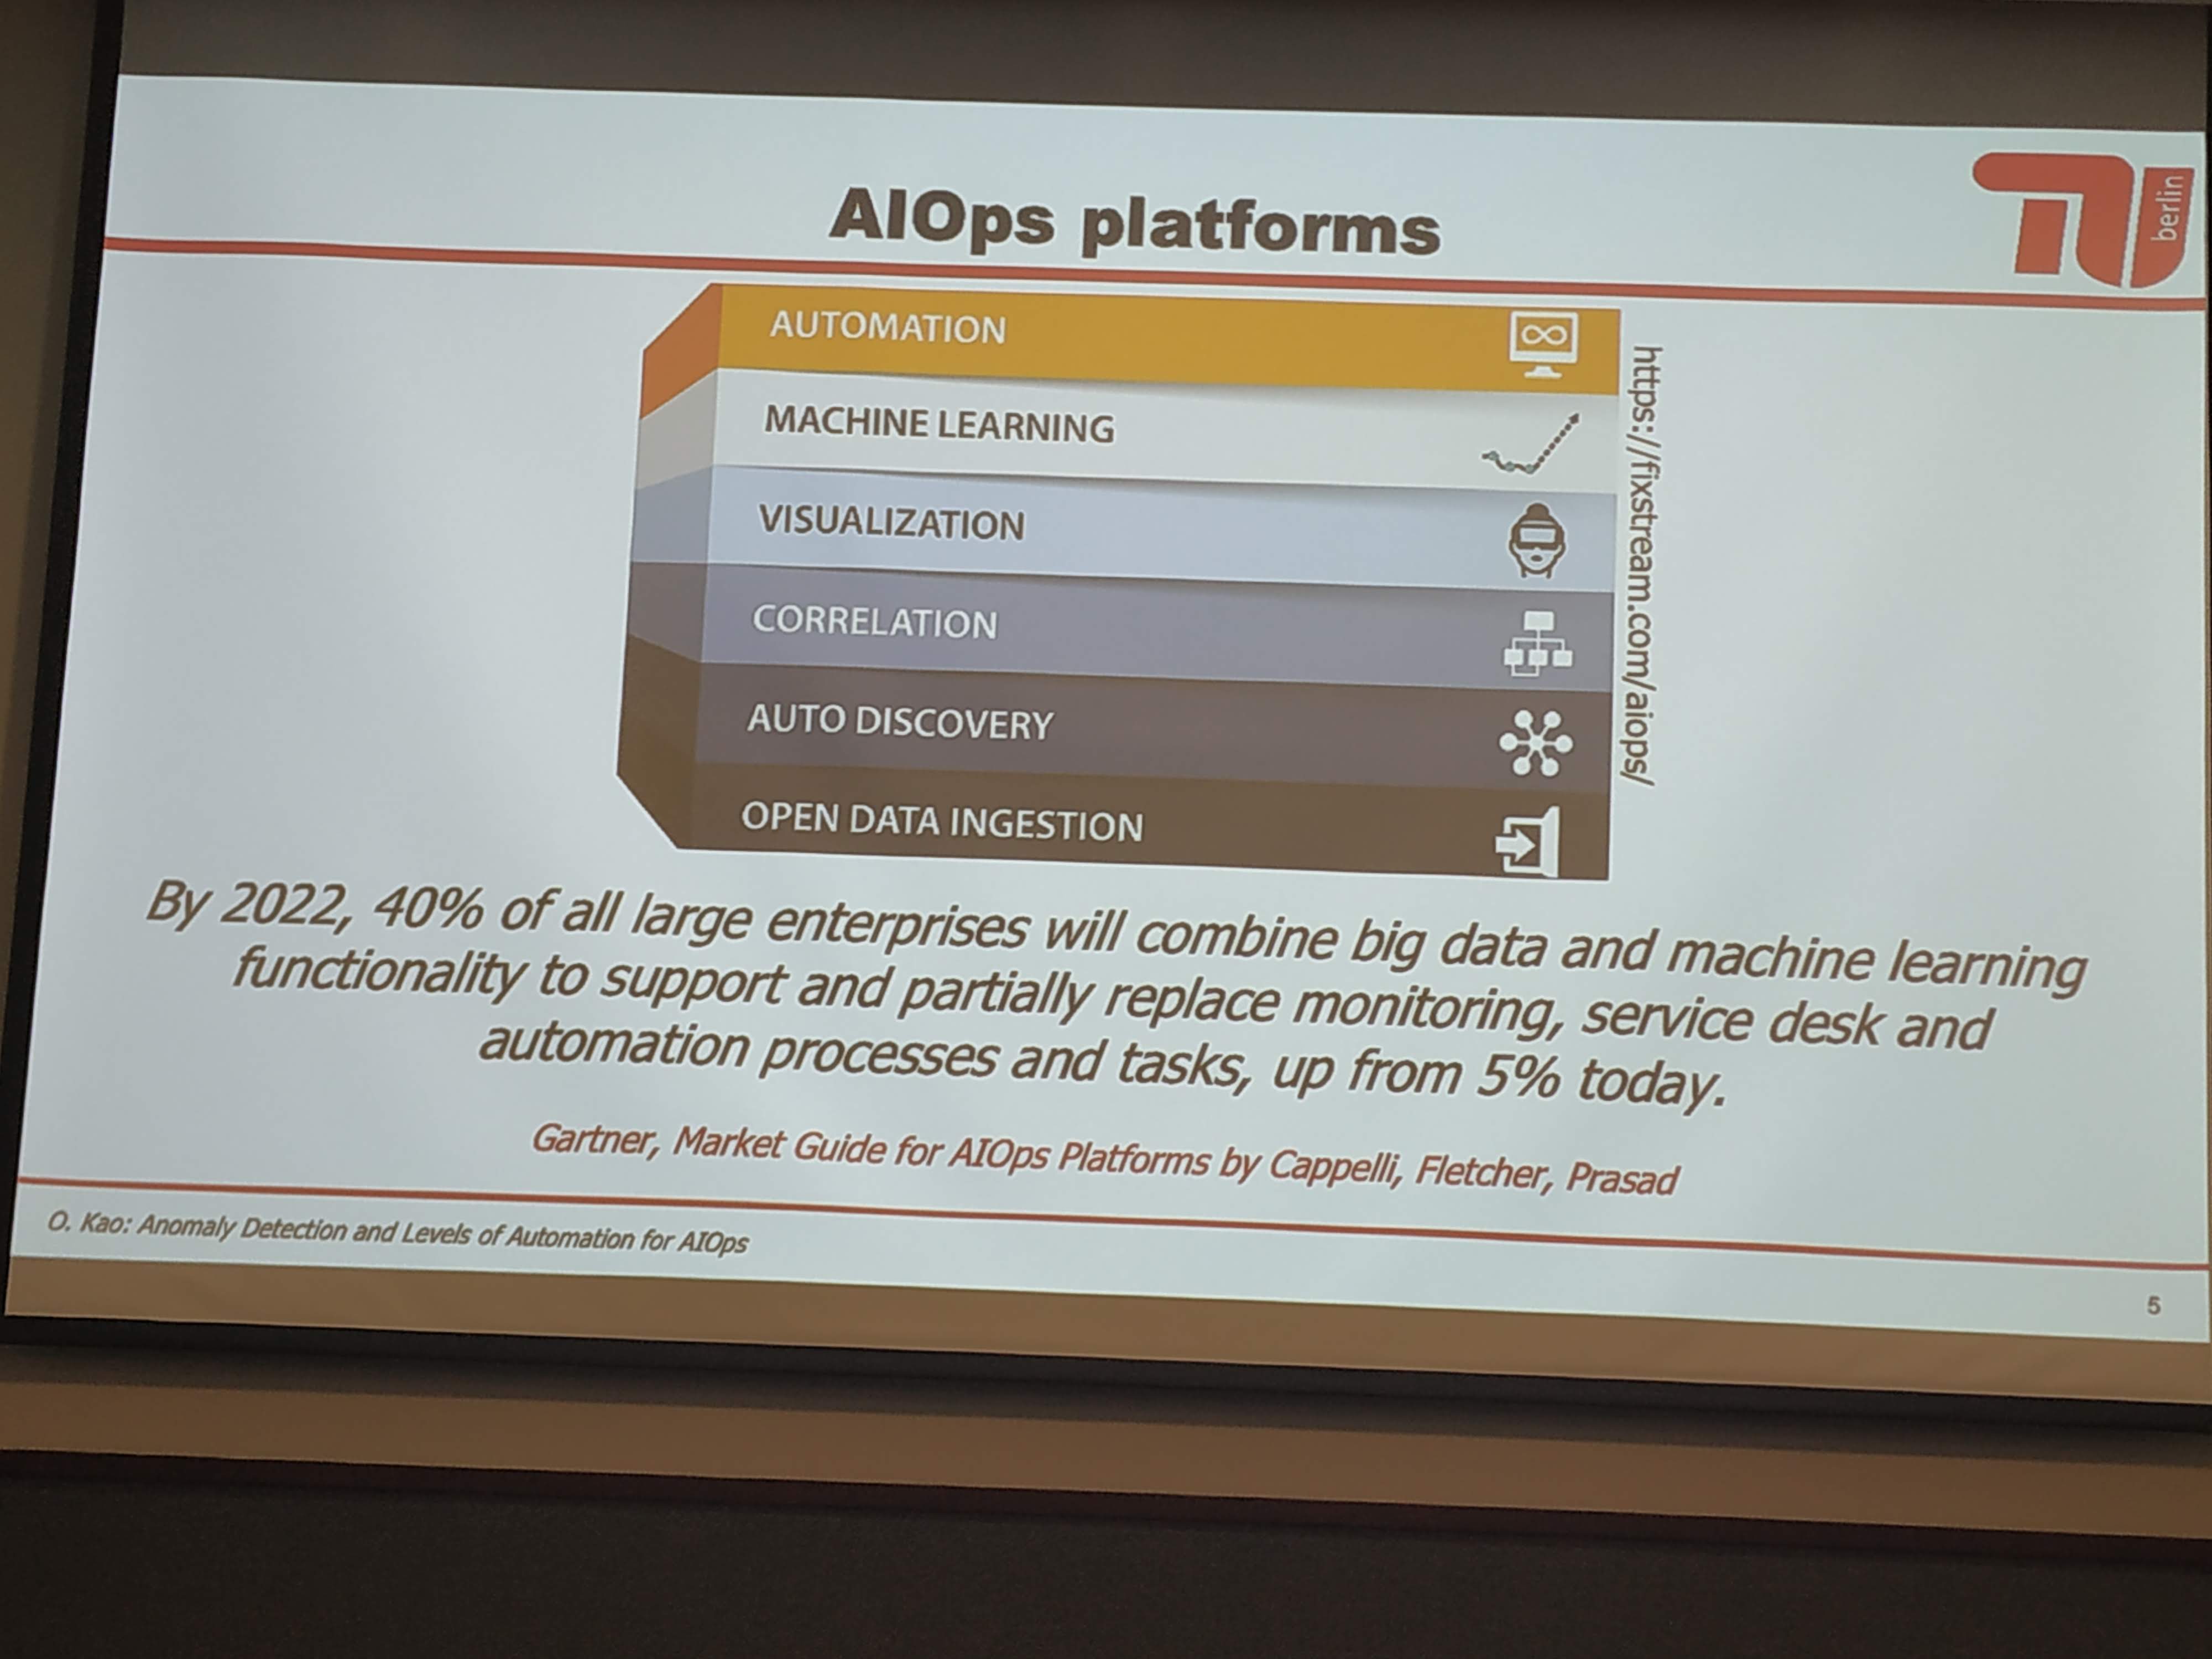 AIOps platforms
berlin
AUTOMATION
MACHINE LEARNING
VISUALIZATION
CORRELATION
AUTO DISCOVERY
OPEN DATA INGESTION
https://fixstream.com/aiops/
By 2022, 40% of all large enterprises will combine big data and machine learning
functionality to support and partially replace monitoring, service desk and
automation processes and tasks, up from 5% today.
Gartner, Market Guide for AIOps Platforms by Cappelli, Fletcher, Prasad
O. Kao: Anomaly Detection and Levels of Automation for AIOps
5